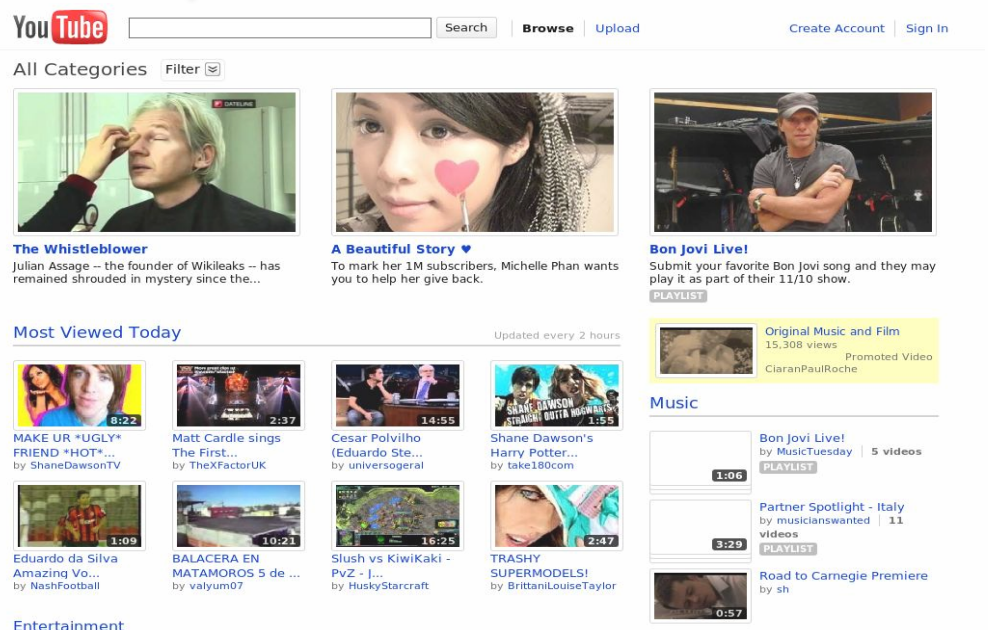 YouTube
Search
Browse
Upload
Create Account
Sign In
All Categories
Filter
DATELINE
The Whistleblower
Julian Assage -- the founder of Wikileaks -- has
remained shrouded in mystery since the...
A Beautiful Story ♥
To mark her 1M subscribers, Michelle Phan wants
you to help her give back.
Bon Jovi Live!
Submit your favorite Bon Jovi song and they may
play it as part of their 11/10 show.
PLAYLIST
Most Viewed Today
Updated every 2 hours
8:22
MAKE UR *UGLY*
FRIEND *HOT*...
by ShaneDawsonTV
2:37
Matt Cardle sings
The First...
by TheXFactorUK
14:55
Cesar Polvilho
(Eduardo Ste...
by universogeral
SHANE DAWSON
STRAIGHT OUTTA HOGWARTS
1:55
Shane Dawson's
Harry Potter...
by take180com
1:09
Eduardo da Silva
Amazing Vo...
by NashFootball
10:21
BALACERA EN
MATAMOROS 5 de ...
by valyum07
16:25
Slush vs KiwiKaki -
PvZ - J...
by HuskyStarcraft
2:47
TRASHY
SUPERMODELS!
by BrittaniLouiseTaylor
Entertainment
Original Music and Film
15,308 views
Promoted Video
CiaranPaulRoche
Music
1:06
Bon Jovi Live!
by MusicTuesday
5 videos
PLAYLIST
3:29
Partner Spotlight - Italy
by musicianswanted
11
videos
PLAYLIST
0:57
Road to Carnegie Premiere
by sh